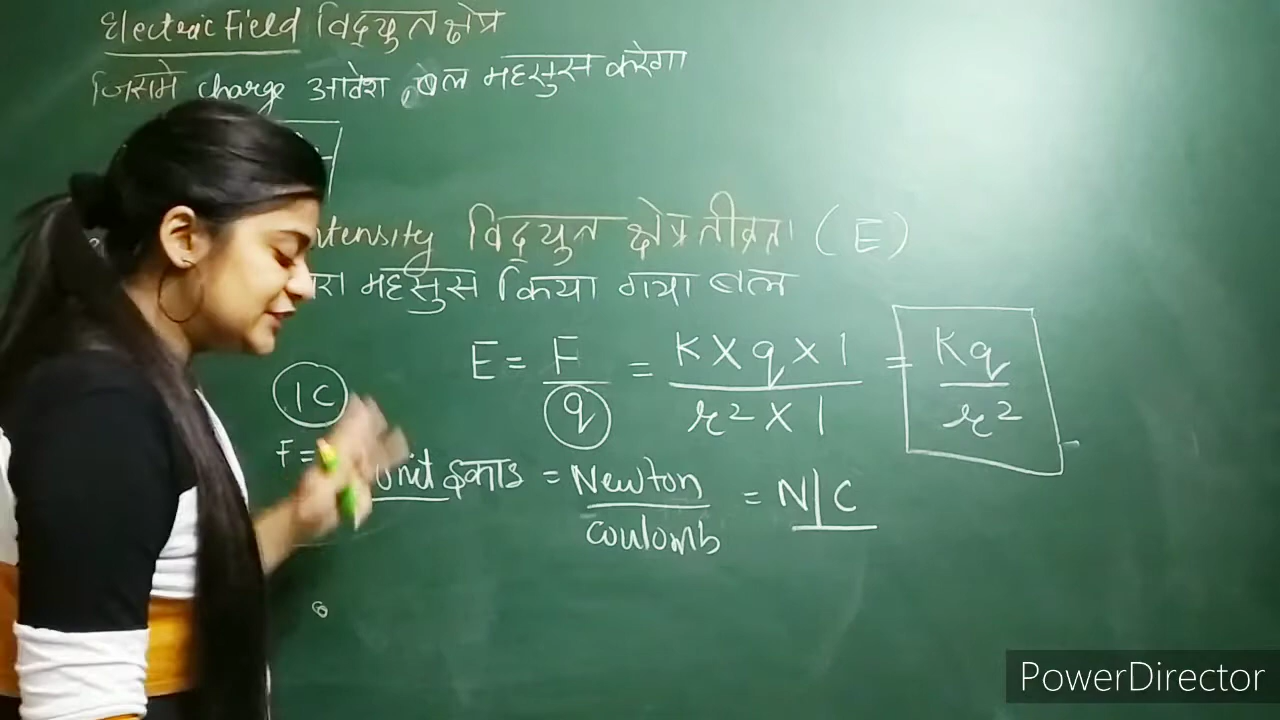 Electric Field विद्युत क्षेत्र
जिसमे charge आवेश, बल महसुस करेगा
ntensity विद्युत क्षेत्र तीव्रता (E)
रा महसुस किया गया बल
E = F/q = K X q X 1 / r² X 1 = Kq/r²
1C
F =
Unit इकाइ = Newton/Coulomb = N/C
PowerDirector